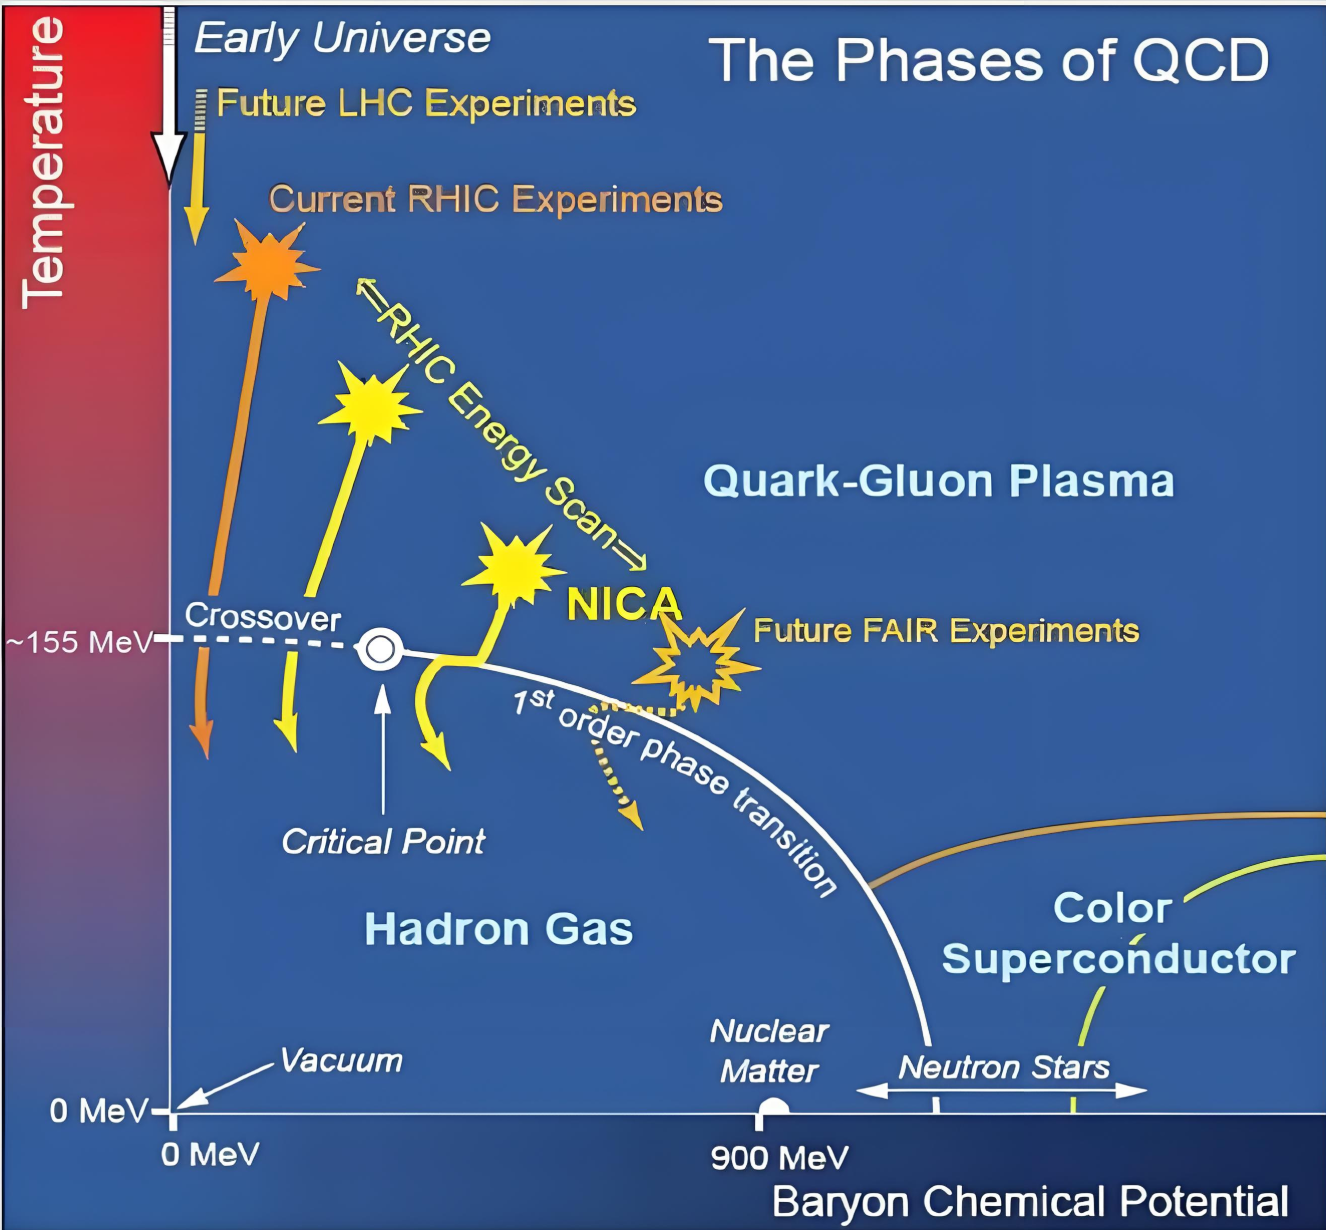 Temperature
Early Universe
The Phases of QCD
Future LHC Experiments
Current RHIC Experiments
⇐RHIC Energy Scan⇒
Quark-Gluon Plasma
NICA
Crossover
Future FAIR Experiments
~155 MeV
1st order phase transition
Critical Point
Hadron Gas
Color
Superconductor
Nuclear
Matter
Vacuum
Neutron Stars
0 MeV
0 MeV
900 MeV
Baryon Chemical Potential